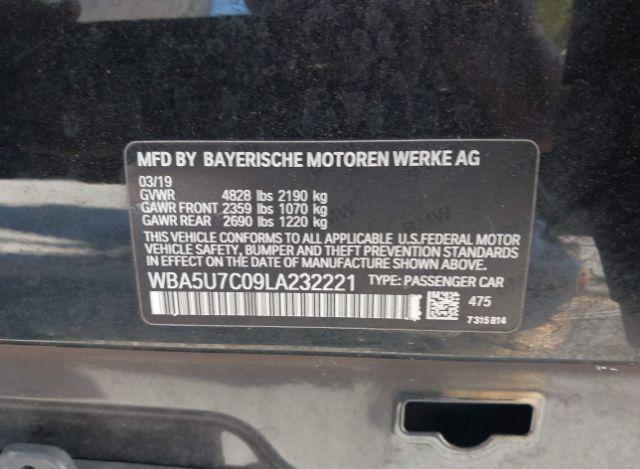 MFD BY BAYERISCHE MOTOREN WERKE AG
03/19
GVWR 4828 lbs 2190 kg
GAWR FRONT 2359 lbs 1070 kg
GAWR REAR 2690 lbs 1220 kg
THIS VEHICLE CONFORMS TO ALL APPLICABLE U.S.FEDERAL MOTOR
VEHICLE SAFETY, BUMPER AND THEFT PREVENTION STANDARDS
IN EFFECT ON THE DATE OF MANUFACTURE SHOWN ABOVE.
WBA5U7C09LA232221 TYPE: PASSENGER CAR
475
7315814